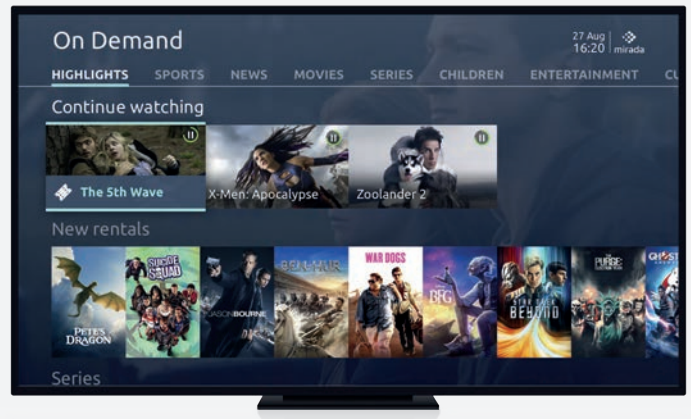 On Demand
27 Aug
16:20
mirada
HIGHLIGHTS SPORTS NEWS MOVIES SERIES CHILDREN ENTERTAINMENT CU
Continue watching
The 5th Wave
X-Men: Apocalypse
Zoolander 2
New rentals
PETE'S
DRAGON
SUICIDE
SQUAD
JASON BOURNE
BEN-HUR
WAR DOGS
BFG
STAR TREK
BEYOND
PURGE
GHOST
Series